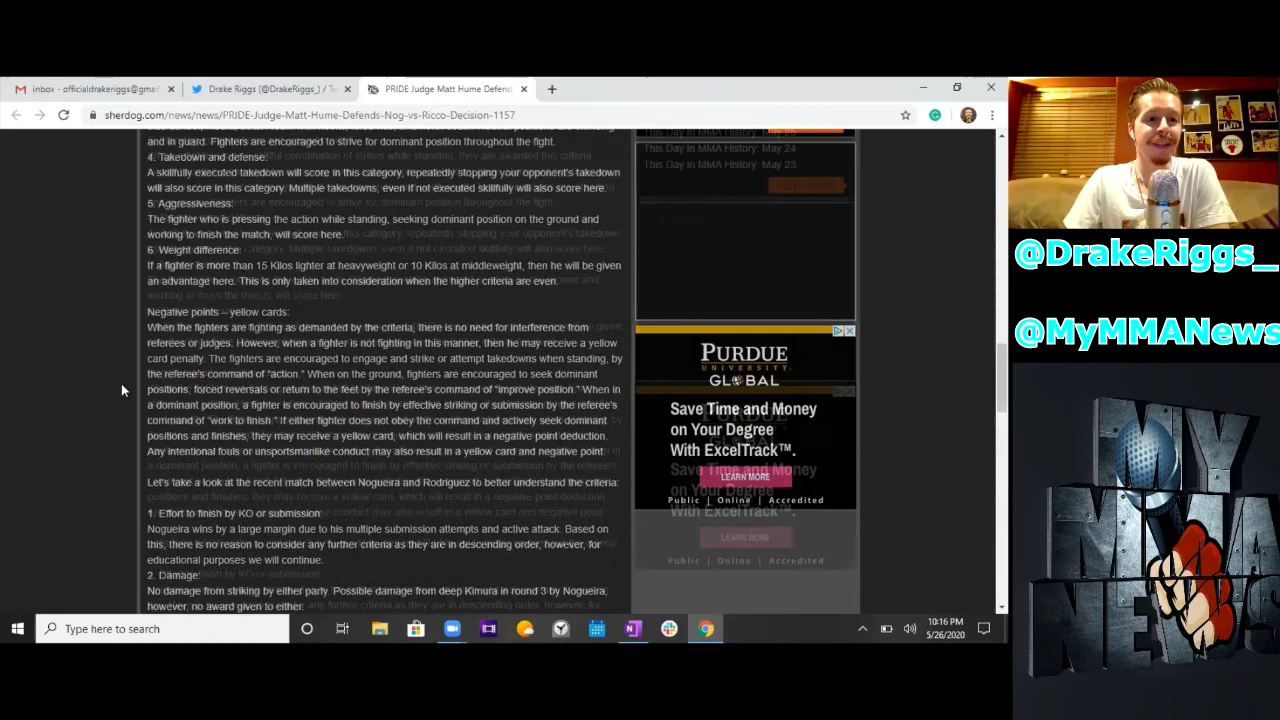 Inbox - officialdrakeriggs@gma
Drake Riggs (@DrakeRiggs_) / T
PRIDE Judge Matt Hume Defend
sherdog.com/news/news/PRIDE-Judge-Matt-Hume-Defends-Nog-vs-Ricco-Decision-1157
and in guard. Fighters are encouraged to strive for dominant position throughout the fight.
4. Takedown and defense:
A skillfully executed takedown will score in this category, repeatedly stopping your opponent's takedown
will also score in this category. Multiple takedowns, even if not executed skillfully will also score here.
5. Aggressiveness:
The fighter who is pressing the action while standing, seeking dominant position on the ground and
working to finish the match, will score here.
6. Weight difference:
If a fighter is more than 15 Kilos lighter at heavyweight or 10 Kilos at middleweight, then he will be given
an advantage here. This is only taken into consideration when the higher criteria are even.
Negative points – yellow cards:
When the fighters are fighting as demanded by the criteria, there is no need for interference from
referees or judges. However, when a fighter is not fighting in this manner, then he may receive a yellow
card penalty. The fighters are encouraged to engage and strike or attempt takedowns when standing, by
the referee's command of “action.” When on the ground, fighters are encouraged to seek dominant
positions, forced reversals or return to the feet by the referee's command of “improve position.” When in
a dominant position, a fighter is encouraged to finish by effective striking or submission by the referee's
command of “work to finish.” If either fighter does not obey the command and actively seek dominant
positions and finishes, they may receive a yellow card, which will result in a negative point deduction.
Any intentional fouls or unsportsmanlike conduct may also result in a yellow card and negative point.
Let's take a look at the recent match between Nogueira and Rodriguez to better understand the criteria:
1. Effort to finish by KO or submission:
Nogueira wins by a large margin due to his multiple submission attempts and active attack. Based on
this, there is no reason to consider any further criteria as they are in descending order, however, for
educational purposes we will continue.
2. Damage:
No damage from striking by either party. Possible damage from deep Kimura in round 3 by Nogueira,
however, no award given to either.
This Day in MMA History: May 24
This Day in MMA History: May 23
PURDUE
UNIVERSITY
GLOBAL
Save Time and Money
on Your Degree
With ExcelTrack™.
LEARN MORE
Public | Online | Accredited
Type here to search
10:16 PM
5/26/2020
@DrakeRiggs_
@MyMMANews
MY
MMA
NEWS